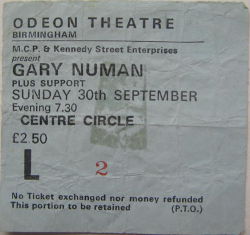 ODEON THEATRE
BIRMINGHAM
M.C.P. & Kennedy Street Enterprises
present
GARY NUMAN
PLUS SUPPORT
SUNDAY 30th SEPTEMBER
Evening 7.30
CENTRE CIRCLE
£2.50
L 2
No Ticket exchanged nor money refunded
This portion to be retained (P.T.O.)